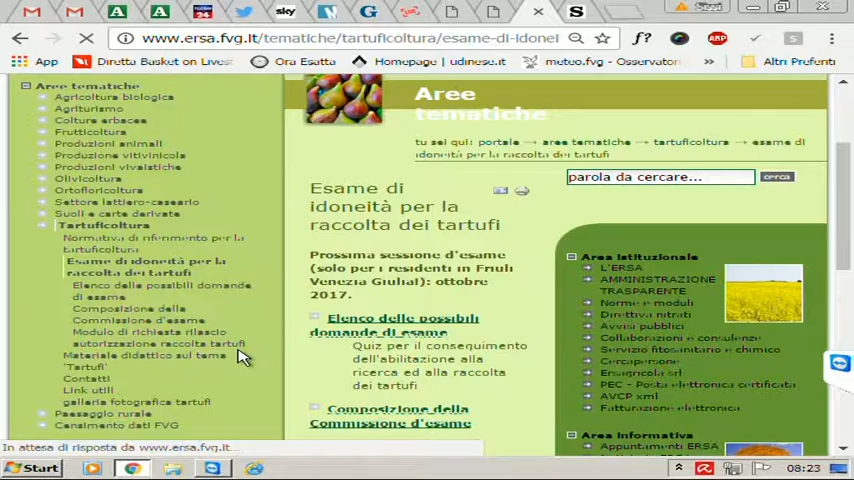 Sissi
www.ersa.fvg.it/tematiche/tartuficoltura/esame-di-idonei
f?
ABP
S
App
Diretta Basket on Livest
Ora Esatta
Homepage | udinese.it
meteo.fvg - Osservator
Altri Preferiti
Aree tematiche
Agricoltura biologica
Agriturismo
Colture erbacee
Frutticoltura
Produzioni animali
Produzione vitivinicola
Produzioni vivaistiche
Olivicoltura
Ortofloricoltura
Settore lattiero-caseario
Suoli e carte derivate
Tartuficoltura
Normativa di riferimento per la
tartuficoltura
Esame di idoneità per la
raccolta dei tartufi
Elenco delle possibili domande
di esame
Composizione della
Commissione d'esame
Modulo di richiesta rilascio
autorizzazione raccolta tartufi
Materiale didattico sul tema
'Tartufi'
Contatti
Link utili
galleria fotografica tartufi
Paesaggio rurale
Censimento dati FVG
Aree
tematiche
tu sei qui: portale → aree tematiche → tartuficoltura → esame di
idoneità per la raccolta dei tartufi
parola da cercare...
cerca
Esame di
idoneità per la
raccolta dei tartufi
Prossima sessione d'esame
(solo per i residenti in Friuli
Venezia Giulia): ottobre
2017.
Elenco delle possibili
domande di esame
Quiz per il conseguimento
dell'abilitazione alla
ricerca ed alla raccolta
dei tartufi
Composizione della
Commissione d'esame
Area istituzionale
L'ERSA
AMMINISTRAZIONE
TRASPARENTE
Norme e moduli
Direttiva nitrati
Avvisi pubblici
Collaborazioni e consulenze
Servizio fitosanitario e chimico
Cercapersone
Ersagricola srl
PEC - Posta elettronica certificata
AVCP xml
Fatturazione elettronica
Area informativa
Appuntamenti ERSA
In attesa di risposta da www.ersa.fvg.it...
Start
08:23